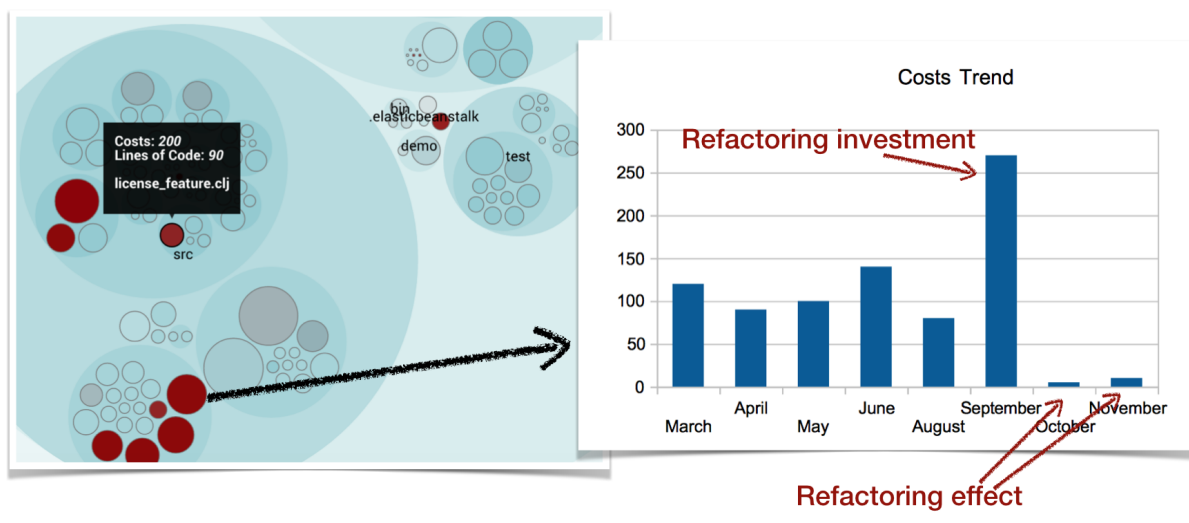 bin
.elasticbeanstalk
demo
test
Costs: 200
Lines of Code: 90
license_feature.clj
src
Costs Trend
300
250
200
150
100
50
0
Refactoring investment
March
April
May
June
August
September
October
November
Refactoring effect